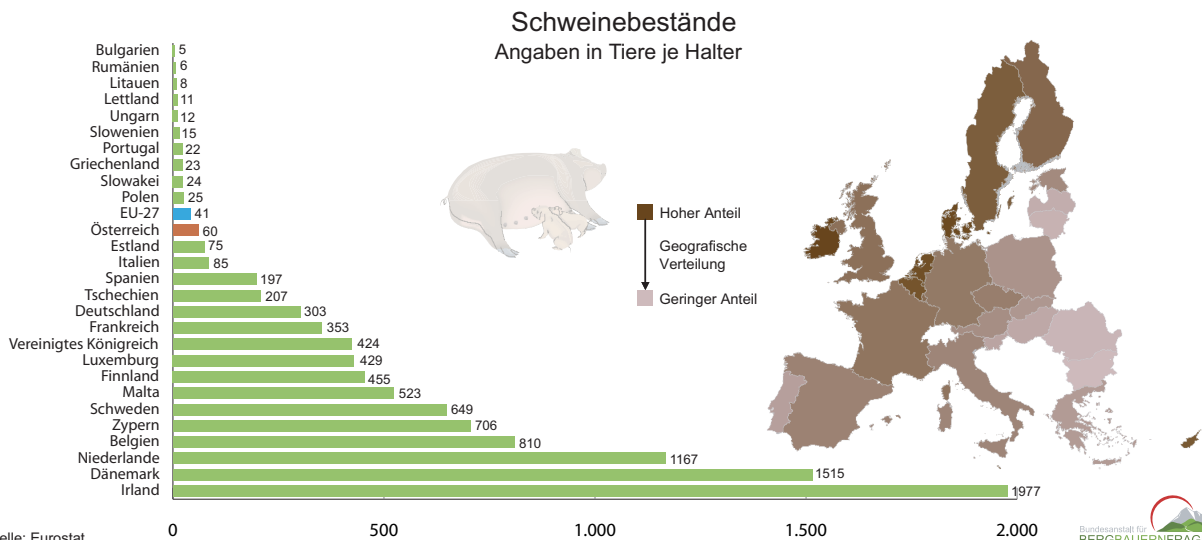 Schweinebestände
Angaben in Tiere je Halter
Bulgarien 5
Rumänien 6
Litauen 8
Lettland 11
Ungarn 12
Slowenien 15
Portugal 22
Griechenland 23
Slowakei 24
Polen 25
EU-27 41
Österreich 60
Estland 75
Italien 85
Spanien 197
Tschechien 207
Deutschland 303
Frankreich 353
Vereinigtes Königreich 424
Luxemburg 429
Finnland 455
Malta 523
Schweden 649
Zypern 706
Belgien 810
Niederlande 1167
Dänemark 1515
Irland 1977
0 500 1.000 1.500 2.000
Hoher Anteil
Geografische
Verteilung
Geringer Anteil
elle: Eurostat
Bundesanstalt für
BERGBAUERNFRAG